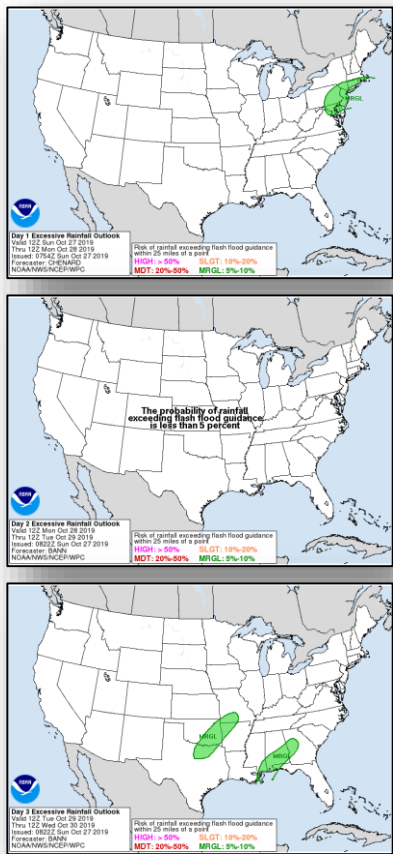 MRGL
NOAA
Day 1 Excessive Rainfall Outlook
Valid 12Z Sun Oct 27 2019
Thru 12Z Mon Oct 28 2019
Issued: 0754Z Sun Oct 27 2019
Forecaster: CHENARD
NOAA/NWS/NCEP/WPC
Risk of rainfall exceeding flash flood guidance
within 25 miles of a point
HIGH: > 50% SLGT: 10%-20%
MDT: 20%-50% MRGL: 5%-10%
The probability of rainfall
exceeding flash flood guidance
is less than 5 percent
NOAA
Day 2 Excessive Rainfall Outlook
Valid 12Z Mon Oct 28 2019
Thru 12Z Tue Oct 29 2019
Issued: 0822Z Sun Oct 27 2019
Forecaster: BANN
NOAA/NWS/NCEP/WPC
Risk of rainfall exceeding flash flood guidance
within 25 miles of a point
HIGH: > 50% SLGT: 10%-20%
MDT: 20%-50% MRGL: 5%-10%
MRGL
MRGL
NOAA
Day 3 Excessive Rainfall Outlook
Valid 12Z Tue Oct 29 2019
Thru 12Z Wed Oct 30 2019
Issued: 0822Z Sun Oct 27 2019
Forecaster: BANN
NOAA/NWS/NCEP/WPC
Risk of rainfall exceeding flash flood guidance
within 25 miles of a point
HIGH: > 50% SLGT: 10%-20%
MDT: 20%-50% MRGL: 5%-10%